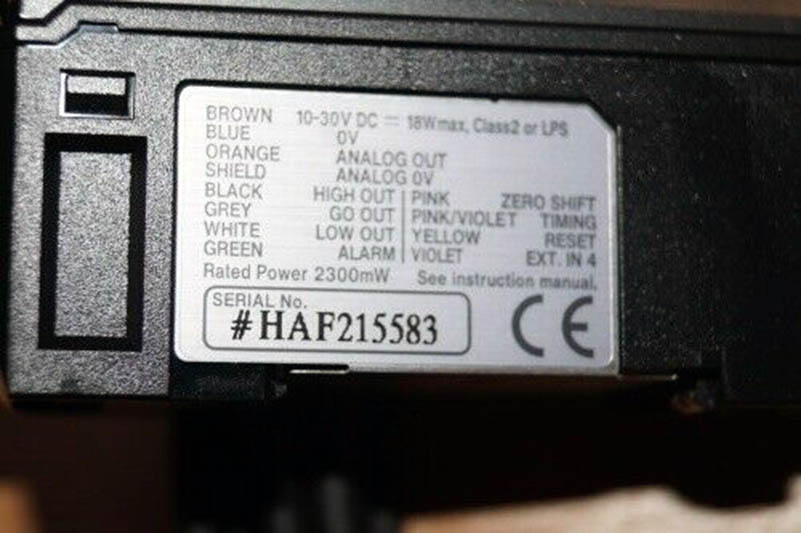 BROWN 10-30V DC ⎓ 18Wmax, Class2 or LPS
BLUE 0V
ORANGE ANALOG OUT
SHIELD ANALOG 0V
BLACK HIGH OUT | PINK ZERO SHIFT
GREY GO OUT | PINK/VIOLET TIMING
WHITE LOW OUT | YELLOW RESET
GREEN ALARM | VIOLET EXT. IN 4
Rated Power 2300mW See instruction manual.
SERIAL No.
#HAF215583
CE